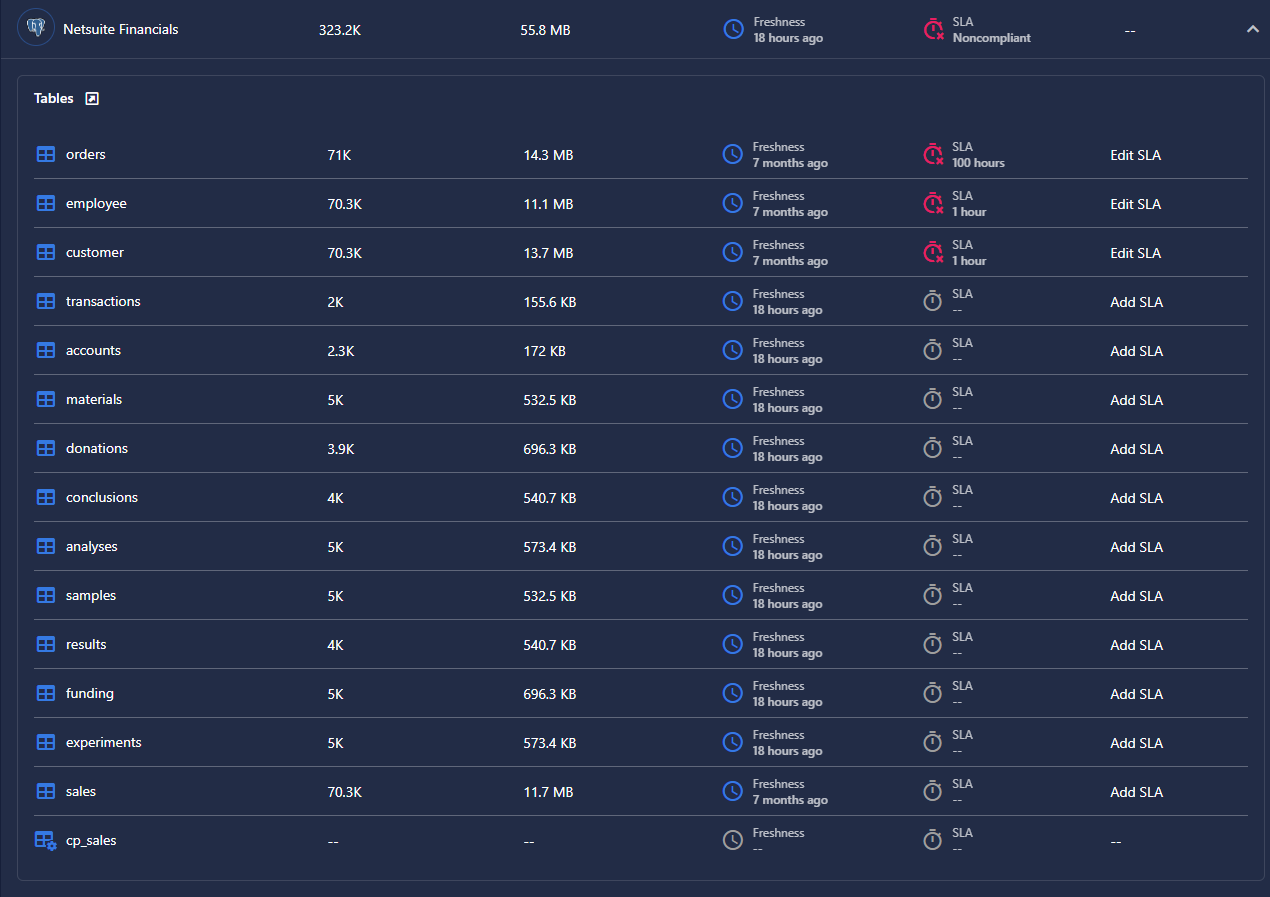 Netsuite Financials 323.2K 55.8 MB Freshness SLA --
18 hours ago Noncompliant
Tables
orders 71K 14.3 MB Freshness SLA Edit SLA
7 months ago 100 hours
employee 70.3K 11.1 MB Freshness SLA Edit SLA
7 months ago 1 hour
customer 70.3K 13.7 MB Freshness SLA Edit SLA
7 months ago 1 hour
transactions 2K 155.6 KB Freshness SLA Add SLA
18 hours ago --
accounts 2.3K 172 KB Freshness SLA Add SLA
18 hours ago --
materials 5K 532.5 KB Freshness SLA Add SLA
18 hours ago --
donations 3.9K 696.3 KB Freshness SLA Add SLA
18 hours ago --
conclusions 4K 540.7 KB Freshness SLA Add SLA
18 hours ago --
analyses 5K 573.4 KB Freshness SLA Add SLA
18 hours ago --
samples 5K 532.5 KB Freshness SLA Add SLA
18 hours ago --
results 4K 540.7 KB Freshness SLA Add SLA
18 hours ago --
funding 5K 696.3 KB Freshness SLA Add SLA
18 hours ago --
experiments 5K 573.4 KB Freshness SLA Add SLA
18 hours ago --
sales 70.3K 11.7 MB Freshness SLA Add SLA
7 months ago --
cp_sales -- -- Freshness SLA --
-- --